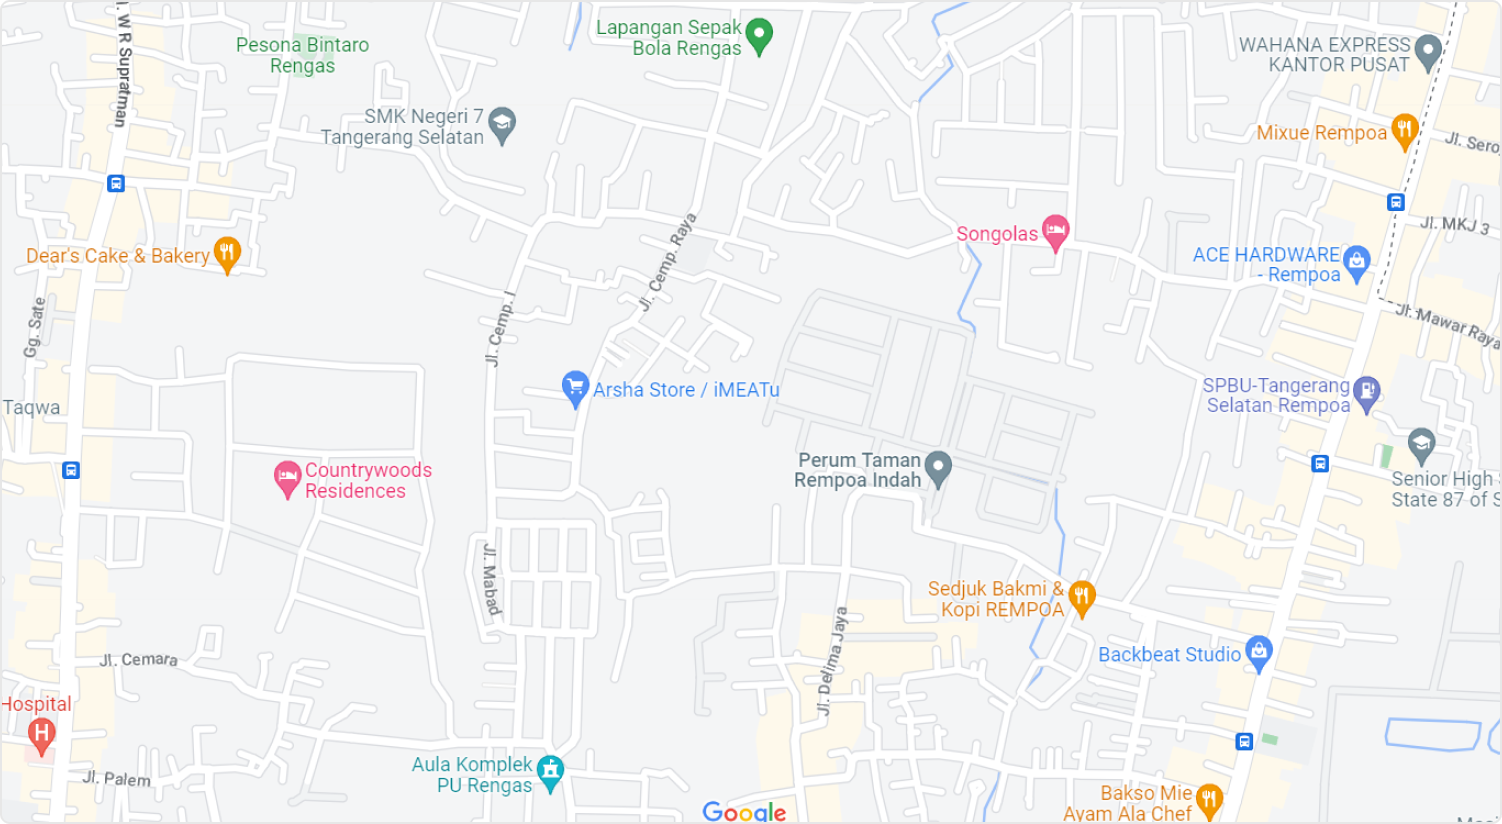 Jl. W R Supratman
Pesona Bintaro
Rengas
Lapangan Sepak
Bola Rengas
WAHANA EXPRESS
KANTOR PUSAT
SMK Negeri 7
Tangerang Selatan
Mixue Rempoa
Jl. Sero
Jl. MKJ 3
Songolas
Dear's Cake & Bakery
ACE HARDWARE
- Rempoa
Jl. Cemp. Raya
Gg. Sate
Jl. Cemp. I
Jl. Mawar Raya
Arsha Store / iMEATu
SPBU-Tangerang
Selatan Rempoa
Taqwa
Perum Taman
Rempoa Indah
Countrywoods
Residences
Senior High
State 87 of S
Jl. Mabad
Sedjuk Bakmi &
Kopi REMPOA
Jl. Delima Jaya
Backbeat Studio
Jl. Cemara
Hospital
H
Aula Komplek
PU Rengas
Jl. Palem
Bakso Mie
Ayam Ala Chef
Google